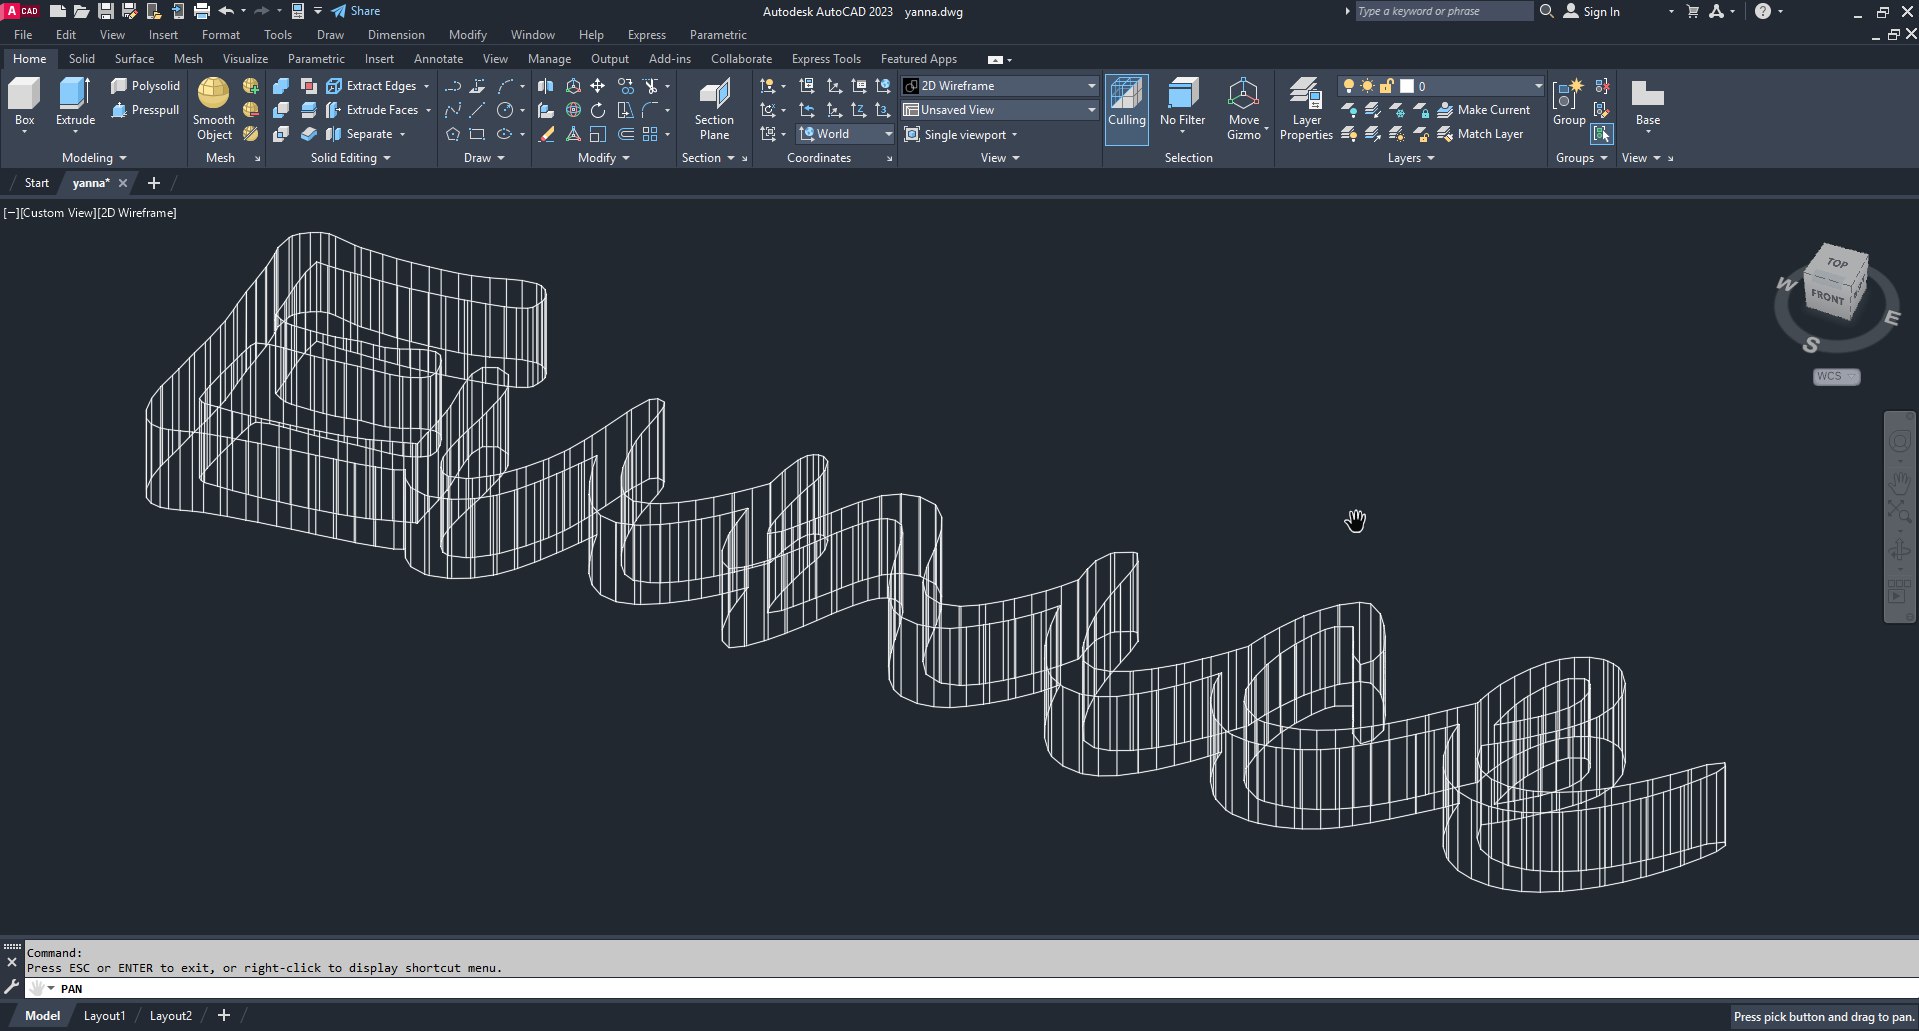 A CAD Share Autodesk AutoCAD 2023 yanna.dwg Type a keyword or phrase Sign In
File Edit View Insert Format Tools Draw Dimension Modify Window Help Express Parametric
Home Solid Surface Mesh Visualize Parametric Insert Annotate View Manage Output Add-ins Collaborate Express Tools Featured Apps
Polysolid Extract Edges 2D Wireframe 0
Presspull Extrude Faces Unsaved View Make Current
Box Extrude Smooth Object Separate Section Plane World Single viewport Culling No Filter Move Gizmo Layer Properties Match Layer Group Base
Modeling Mesh Solid Editing Draw Modify Section Coordinates View Selection Layers Groups View
Start yanna* +
[−][Custom View][2D Wireframe]
TOP
W FRONT E
S
WCS
Command:
Press ESC or ENTER to exit, or right-click to display shortcut menu.
PAN
Model Layout1 Layout2 + Press pick button and drag to pan.